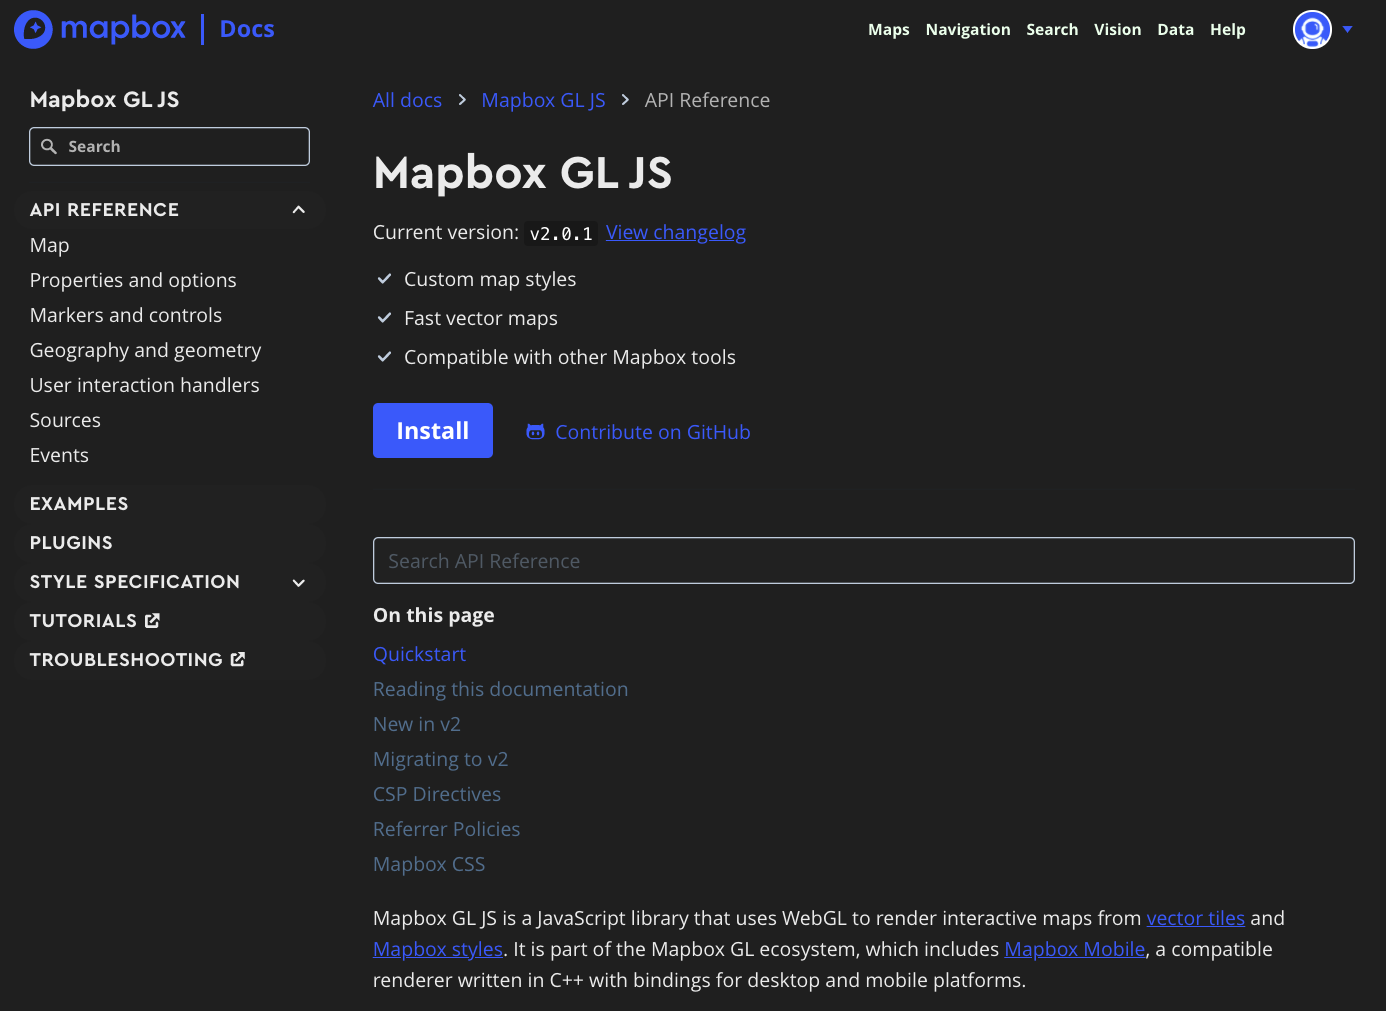 mapbox | Docs
Maps Navigation Search Vision Data Help
Mapbox GL JS
Search
API REFERENCE
Map
Properties and options
Markers and controls
Geography and geometry
User interaction handlers
Sources
Events
EXAMPLES
PLUGINS
STYLE SPECIFICATION
TUTORIALS
TROUBLESHOOTING
All docs > Mapbox GL JS > API Reference
Mapbox GL JS
Current version: v2.0.1 View changelog
Custom map styles
Fast vector maps
Compatible with other Mapbox tools
Install Contribute on GitHub
Search API Reference
On this page
Quickstart
Reading this documentation
New in v2
Migrating to v2
CSP Directives
Referrer Policies
Mapbox CSS
Mapbox GL JS is a JavaScript library that uses WebGL to render interactive maps from vector tiles and
Mapbox styles. It is part of the Mapbox GL ecosystem, which includes Mapbox Mobile, a compatible
renderer written in C++ with bindings for desktop and mobile platforms.